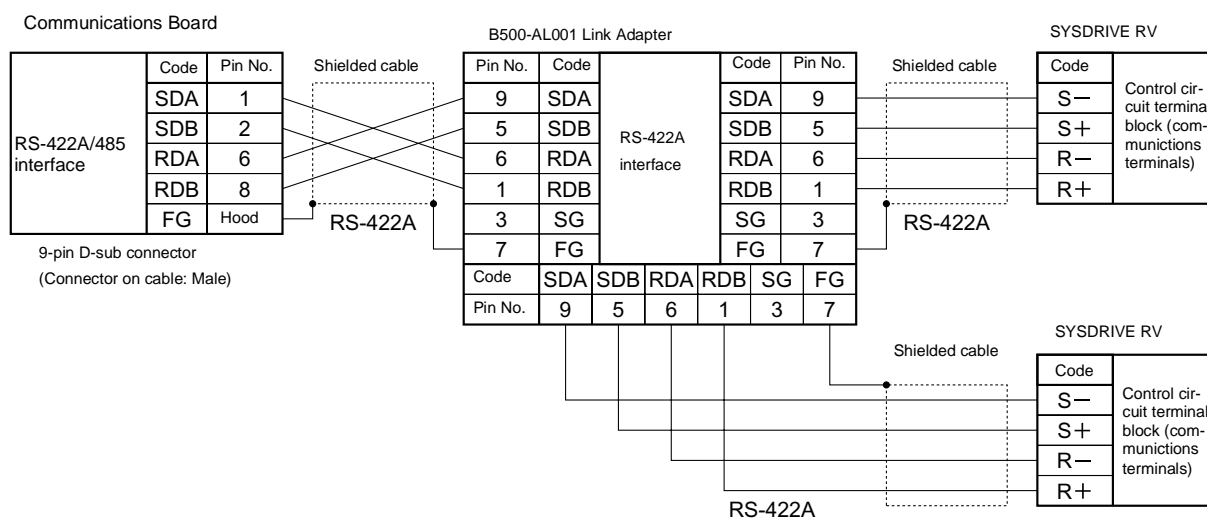 Communications Board
B500-AL001 Link Adapter
SYSDRIVE RV
Code Pin No.
SDA 1
SDB 2
RDA 6
RDB 8
FG Hood
RS-422A/485
interface
9-pin D-sub connector
(Connector on cable: Male)
Shielded cable
RS-422A
Pin No. Code
9 SDA
5 SDB
6 RDA
1 RDB
3 SG
7 FG
RS-422A
interface
Code Pin No.
SDA 9
SDB 5
RDA 6
RDB 1
SG 3
FG 7
Code SDA SDB RDA RDB SG FG
Pin No. 9 5 6 1 3 7
Shielded cable
RS-422A
Code
S−
S+
R−
R+
Control cir-
cuit termina
block (com-
munictions
terminals)
SYSDRIVE RV
Shielded cable
RS-422A
Code
S−
S+
R−
R+
Control cir-
cuit terminal
block (com-
munictions
terminals)